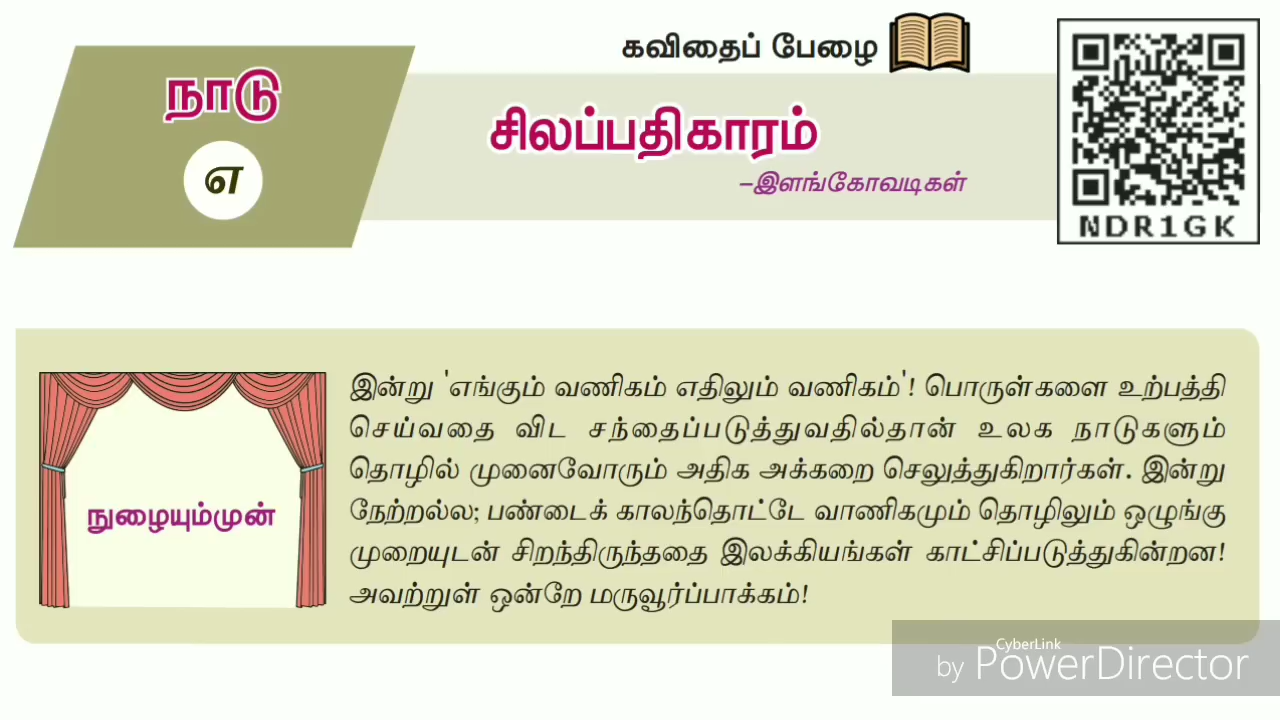 கவிதைப் பேழை
நாடு
எ
சிலப்பதிகாரம்
–இளங்கோவடிகள்
NDR1GK
நுழையும்முன்
இன்று 'எங்கும் வணிகம் எதிலும் வணிகம்'! பொருள்களை உற்பத்தி
செய்வதை விட சந்தைப்படுத்துவதில்தான் உலக நாடுகளும்
தொழில் முனைவோரும் அதிக அக்கறை செலுத்துகிறார்கள். இன்று
நேற்றல்ல; பண்டைக் காலந்தொட்டே வாணிகமும் தொழிலும் ஒழுங்கு
முறையுடன் சிறந்திருந்ததை இலக்கியங்கள் காட்சிப்படுத்துகின்றன!
அவற்றுள் ஒன்றே மருவூர்ப்பாக்கம்!
CyberLink
by PowerDirector